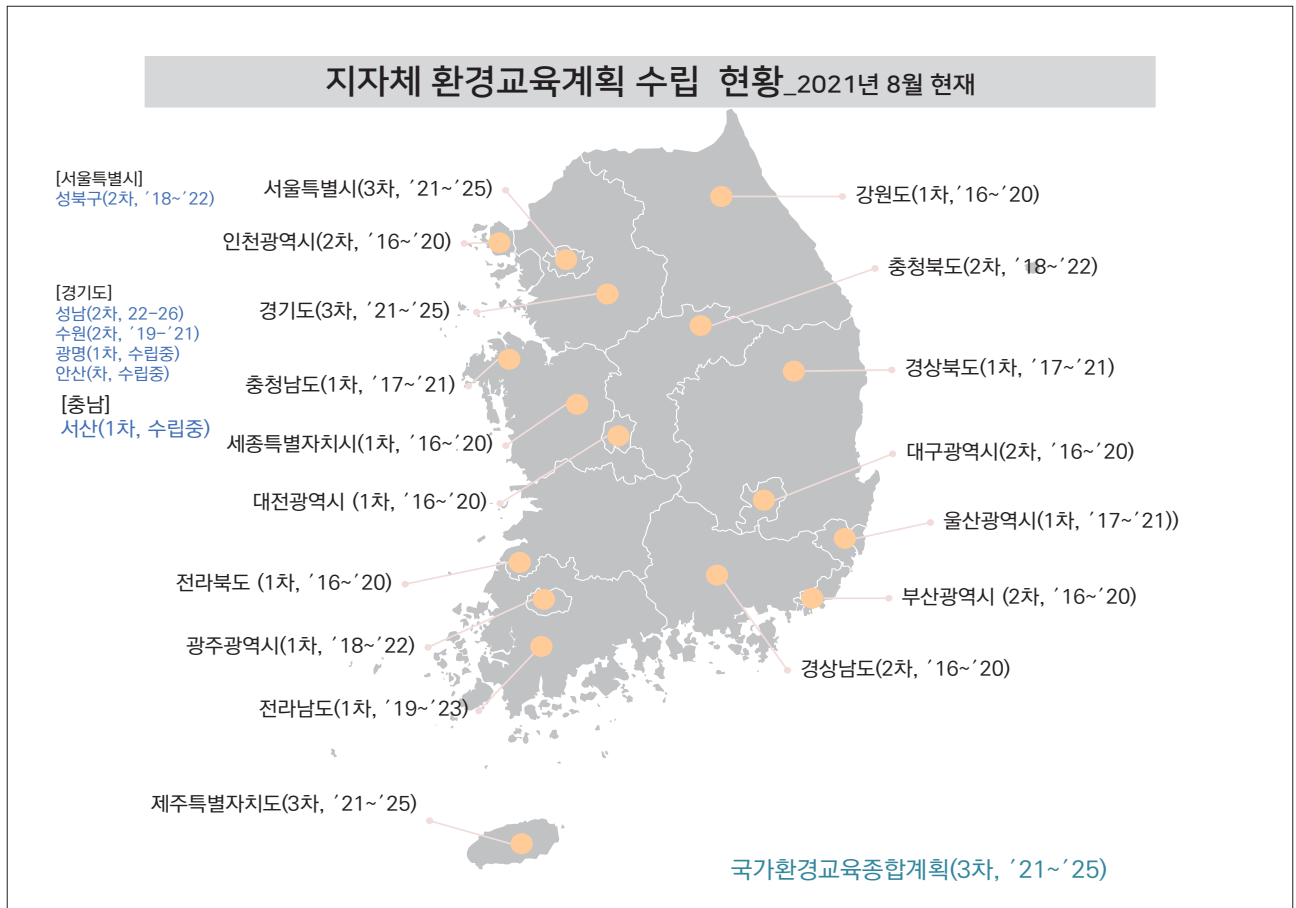 지자체 환경교육계획 수립 현황_2021년 8월 현재
[서울특별시]
성북구(2차, ′18~′22)
서울특별시(3차, ′21~′25)
강원도(1차,′16~′20)
인천광역시(2차, ′16~′20)
충청북도(2차, ′18~′22)
[경기도]
성남(2차, 22-26)
수원(2차, ′19-′21)
광명(1차, 수립중)
안산(차, 수립중)
경기도(3차, ′21~′25)
충청남도(1차, ′17~′21)
경상북도(1차, ′17~′21)
[충남]
서산(1차, 수립중)
세종특별자치시(1차, ′16~′20)
대구광역시(2차, ′16~′20)
대전광역시 (1차, ′16~′20)
울산광역시(1차, ′17~′21))
전라북도 (1차, ′16~′20)
부산광역시 (2차, ′16~′20)
광주광역시(1차, ′18~′22)
경상남도(2차, ′16~′20)
전라남도(1차, ′19~′23)
제주특별자치도(3차, ′21~′25)
국가환경교육종합계획(3차, ′21~′25)